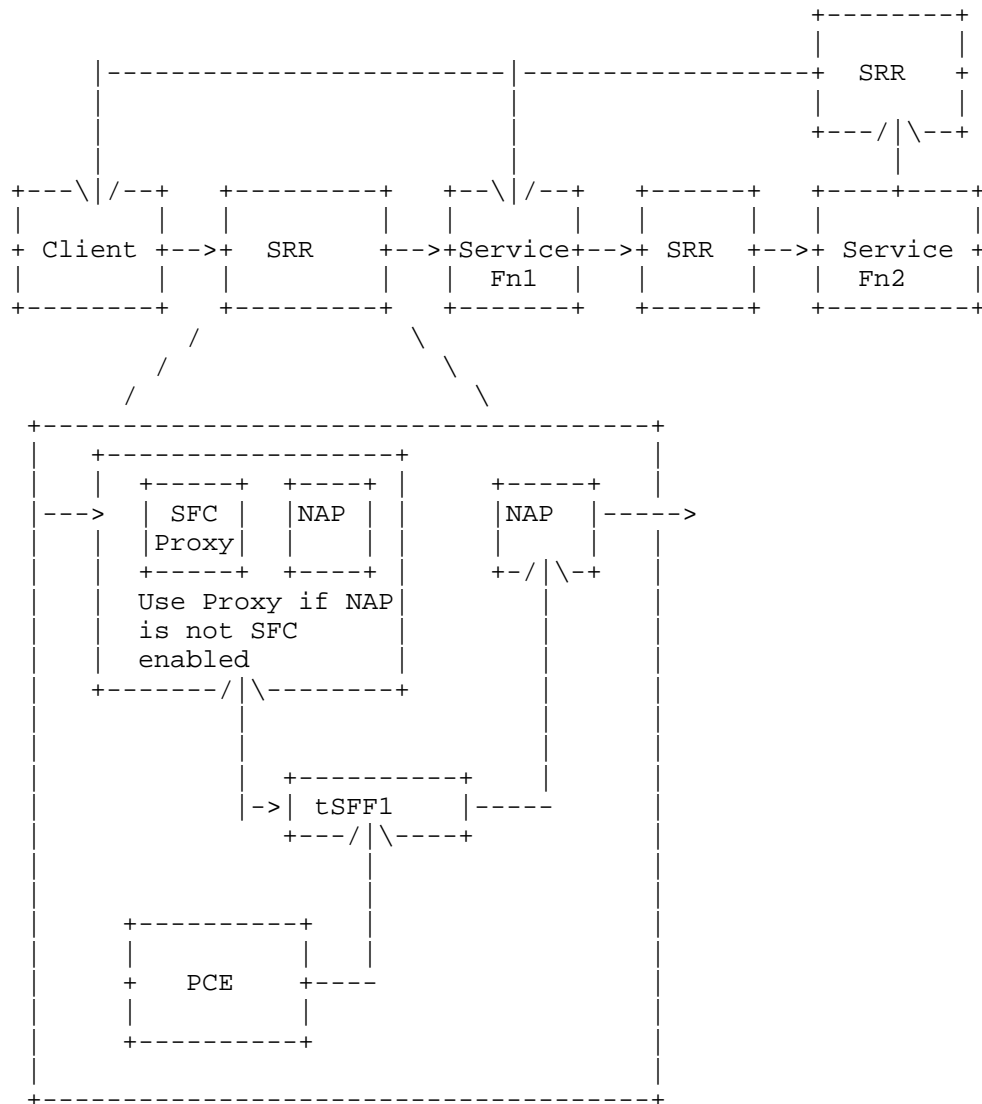 SRR
Client
SRR
Service
Fn1
SRR
Service
Fn2
SFC
Proxy
NAP
NAP
Use Proxy if NAP
is not SFC
enabled
tSFF1
PCE